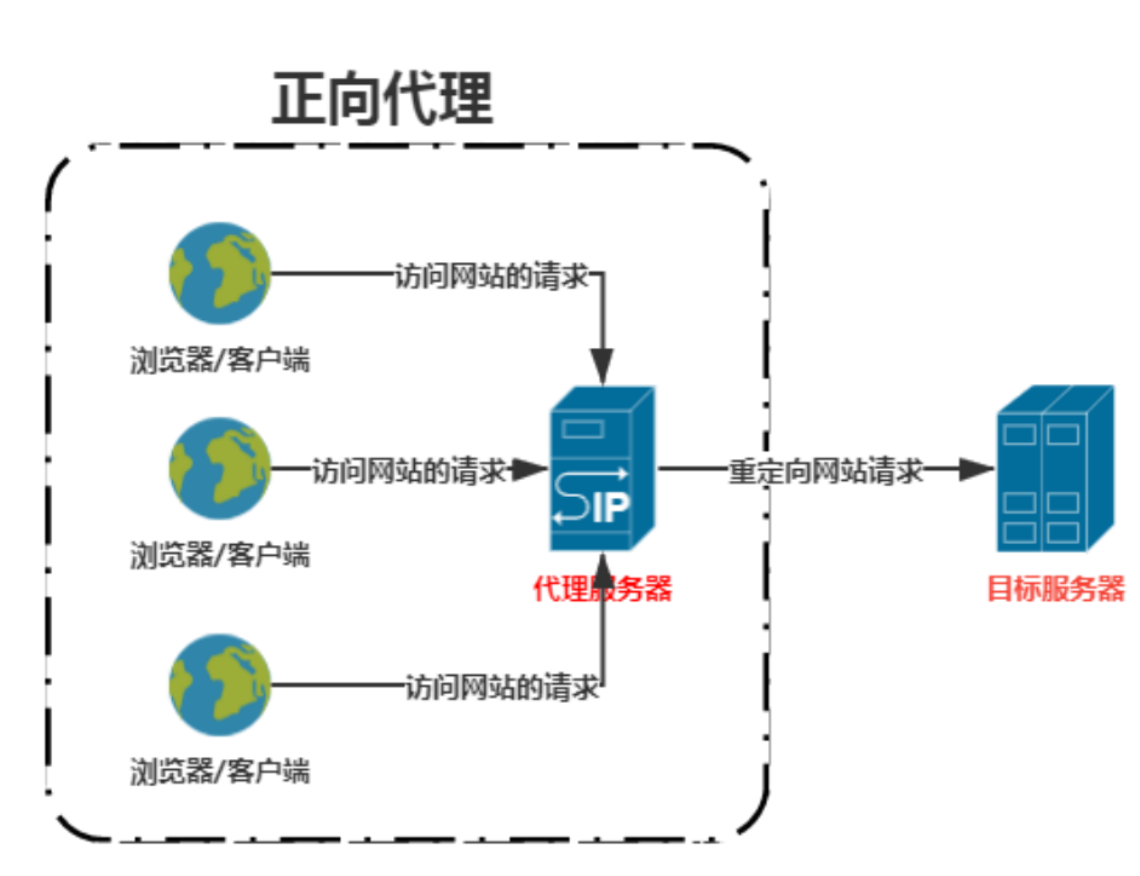 正向代理
访问网站的请求
浏览器/客户端
访问网站的请求
重定向网站请求
IP
浏览器/客户端
代理服务器
目标服务器
访问网站的请求
浏览器/客户端